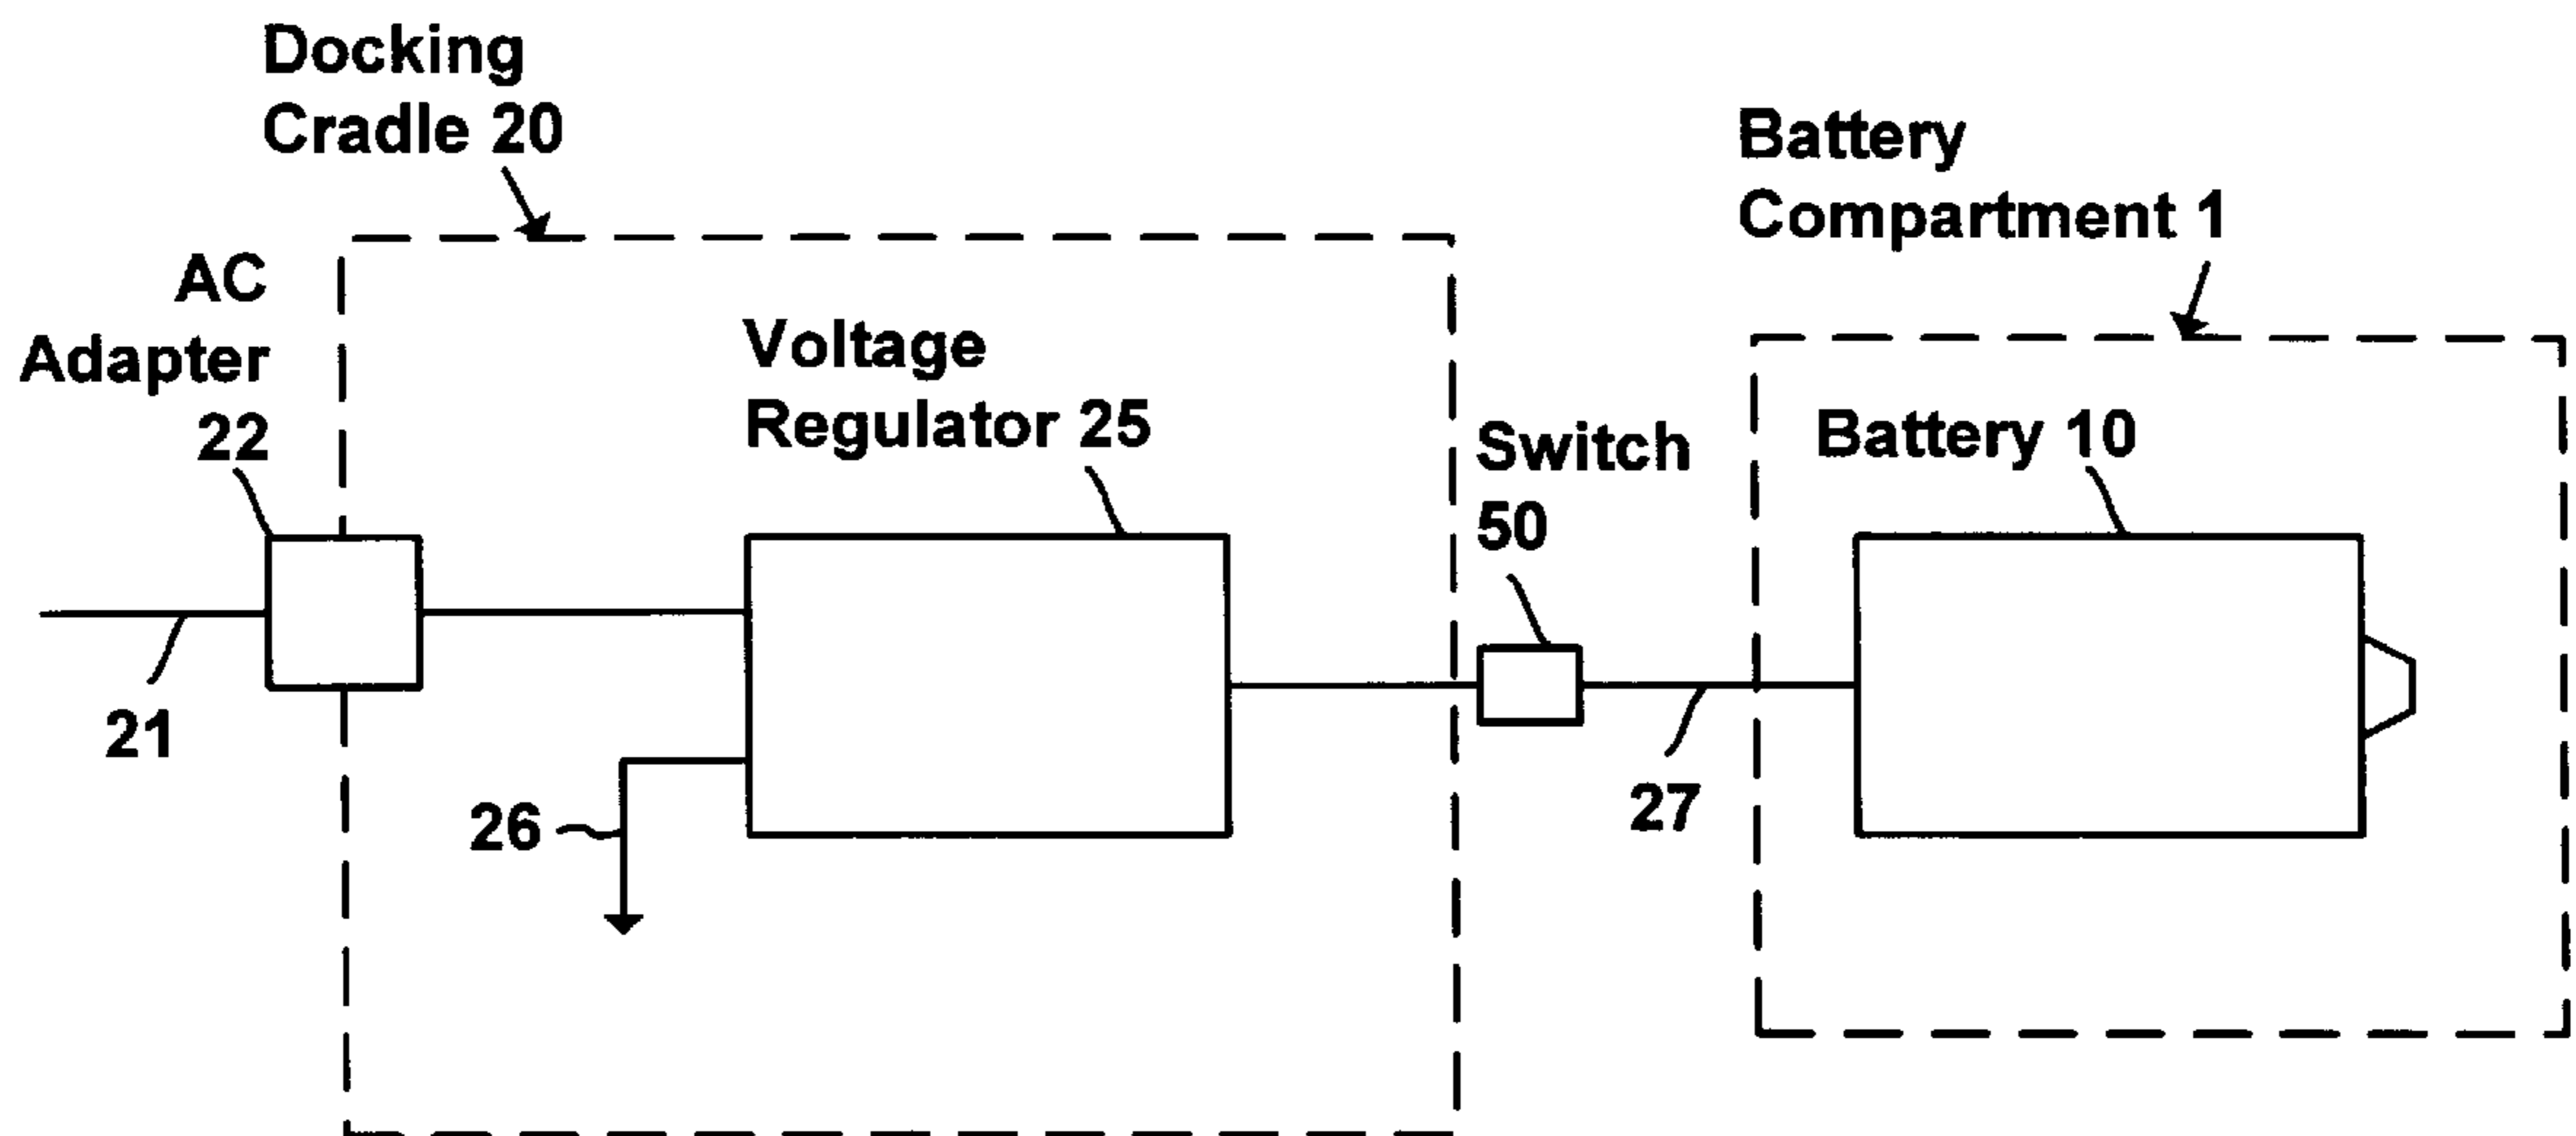 Docking
Cradle 20
Battery
Compartment 1
AC
Adapter
22
Voltage
Regulator 25
Switch
50
Battery 10
21
26
27